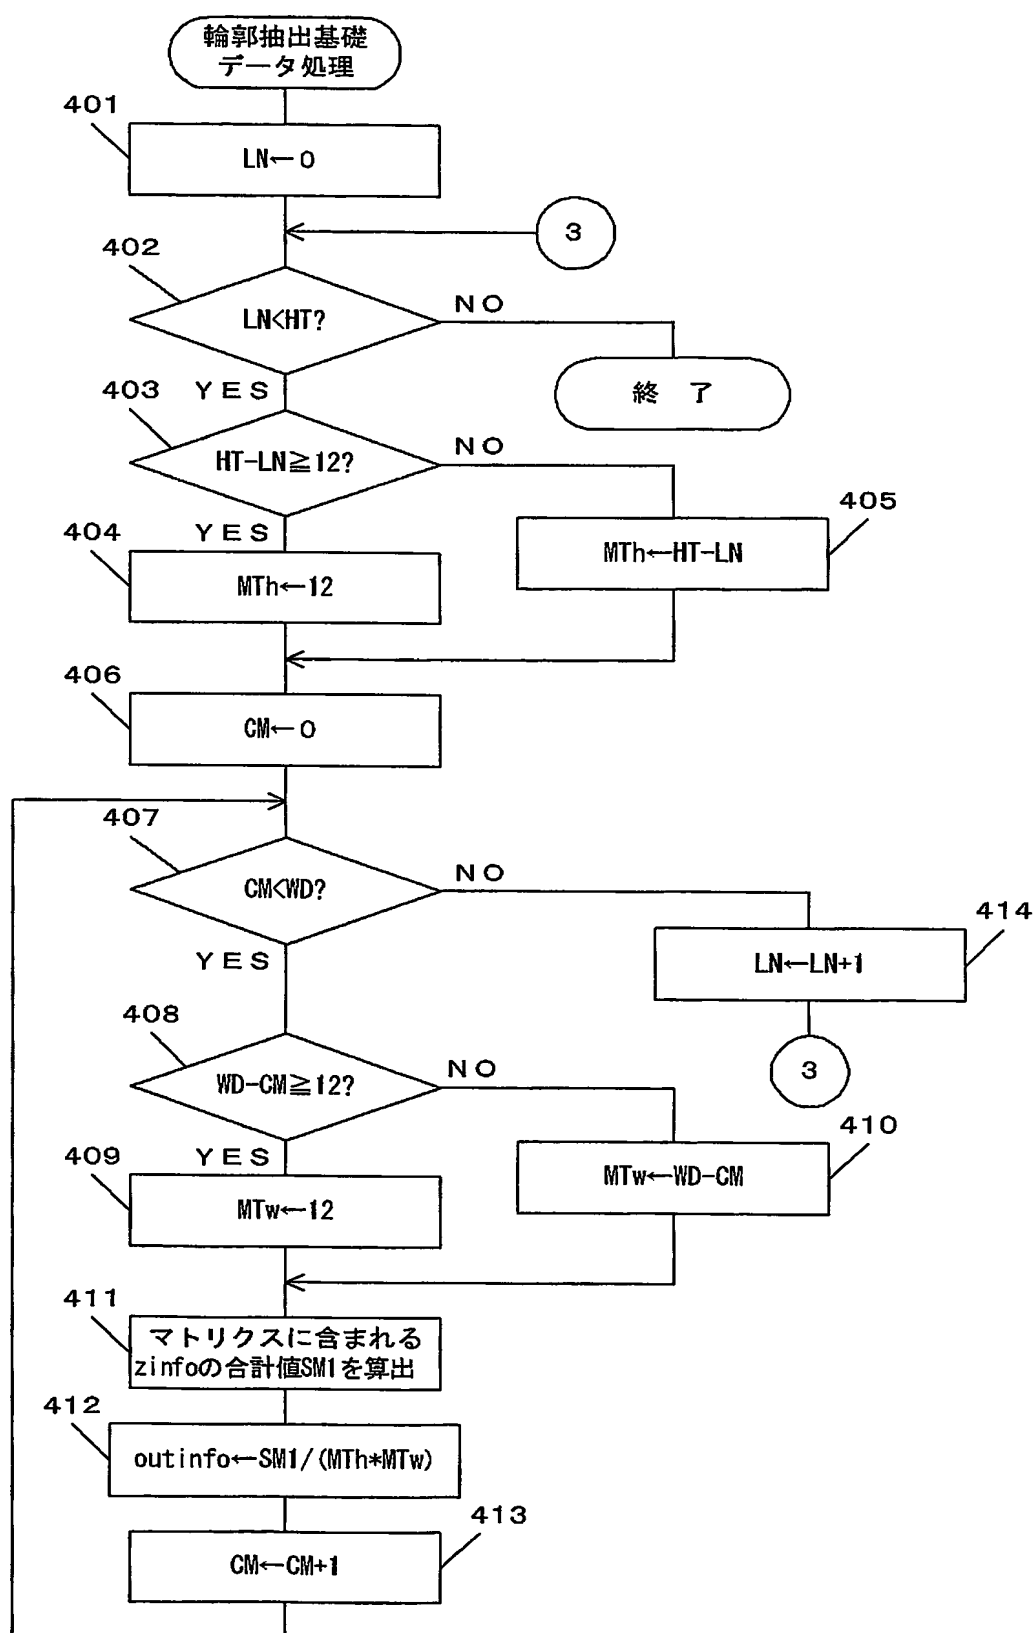 輪郭抽出基礎
データ処理
401
LN←0
3
402
LN<HT?
NO
YES
終 了
403
HT-LN≧12?
NO
YES
405
MTh←HT-LN
404
MTh←12
406
CM←0
407
CM<WD?
NO
YES
414
LN←LN+1
3
408
WD-CM≧12?
NO
YES
410
MTw←WD-CM
409
MTw←12
411
マトリクスに含まれる
zinfoの合計値SM1を算出
412
outinfo←SM1/(MTh*MTw)
413
CM←CM+1